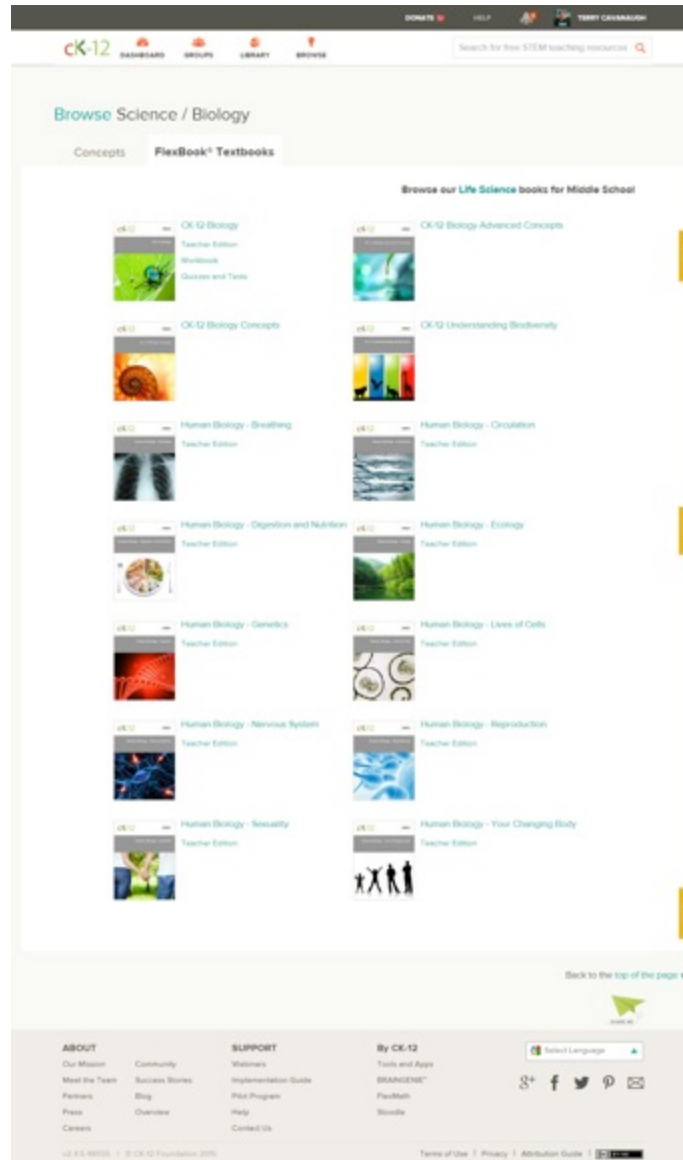 DONATE HELP TERRY CAVANAUGH
cK-12 DASHBOARD GROUPS LIBRARY BROWSE Search for free STEM teaching resources
Browse Science / Biology
Concepts FlexBook® Textbooks
Browse our Life Science books for Middle School
CK-12 Biology
Teacher Edition
Workbook
Quizzes and Tests
CK-12 Biology Advanced Concepts
CK-12 Biology Concepts
CK-12 Understanding Biodiversity
Human Biology - Breathing
Teacher Edition
Human Biology - Circulation
Teacher Edition
Human Biology - Digestion and Nutrition
Teacher Edition
Human Biology - Ecology
Teacher Edition
Human Biology - Genetics
Teacher Edition
Human Biology - Lives of Cells
Teacher Edition
Human Biology - Nervous System
Teacher Edition
Human Biology - Reproduction
Teacher Edition
Human Biology - Sexuality
Teacher Edition
Human Biology - Your Changing Body
Teacher Edition
Back to the top of the page
SHARE ME
ABOUT
Our Mission Community
Meet the Team Success Stories
Partners Blog
Press Overview
Careers
SUPPORT
Webinars
Implementation Guide
Pilot Program
Help
Contact Us
By CK-12
Tools and Apps
BRAINGENIE™
FlexMath
Moodle
Select Language
© CK-12 Foundation 2015
Terms of Use | Privacy | Attribution Guide |